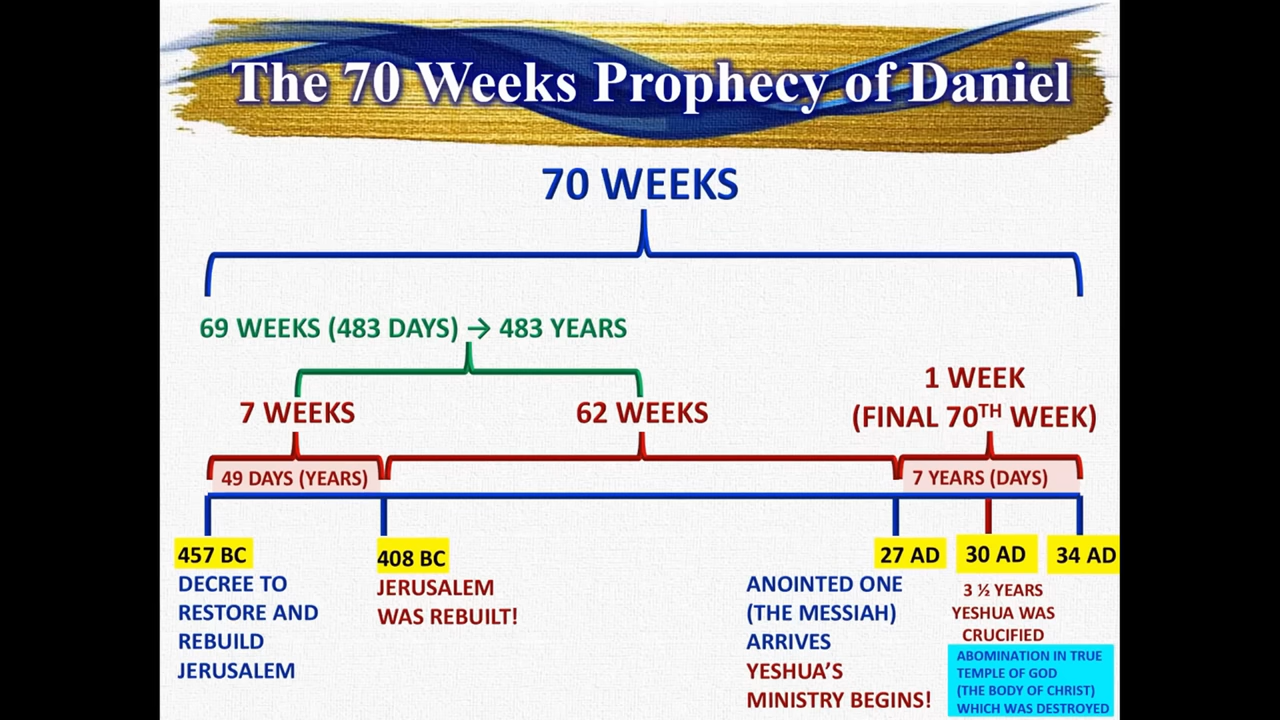 The 70 Weeks Prophecy of Daniel
70 WEEKS
69 WEEKS (483 DAYS) → 483 YEARS
7 WEEKS
62 WEEKS
1 WEEK
(FINAL 70TH WEEK)
49 DAYS (YEARS)
7 YEARS (DAYS)
457 BC
DECREE TO
RESTORE AND
REBUILD
JERUSALEM
408 BC
JERUSALEM
WAS REBUILT!
27 AD
ANOINTED ONE
(THE MESSIAH)
ARRIVES
YESHUA'S
MINISTRY BEGINS!
30 AD
3 ½ YEARS
YESHUA WAS
CRUCIFIED
ABOMINATION IN TRUE
TEMPLE OF GOD
(THE BODY OF CHRIST)
WHICH WAS DESTROYED
34 AD